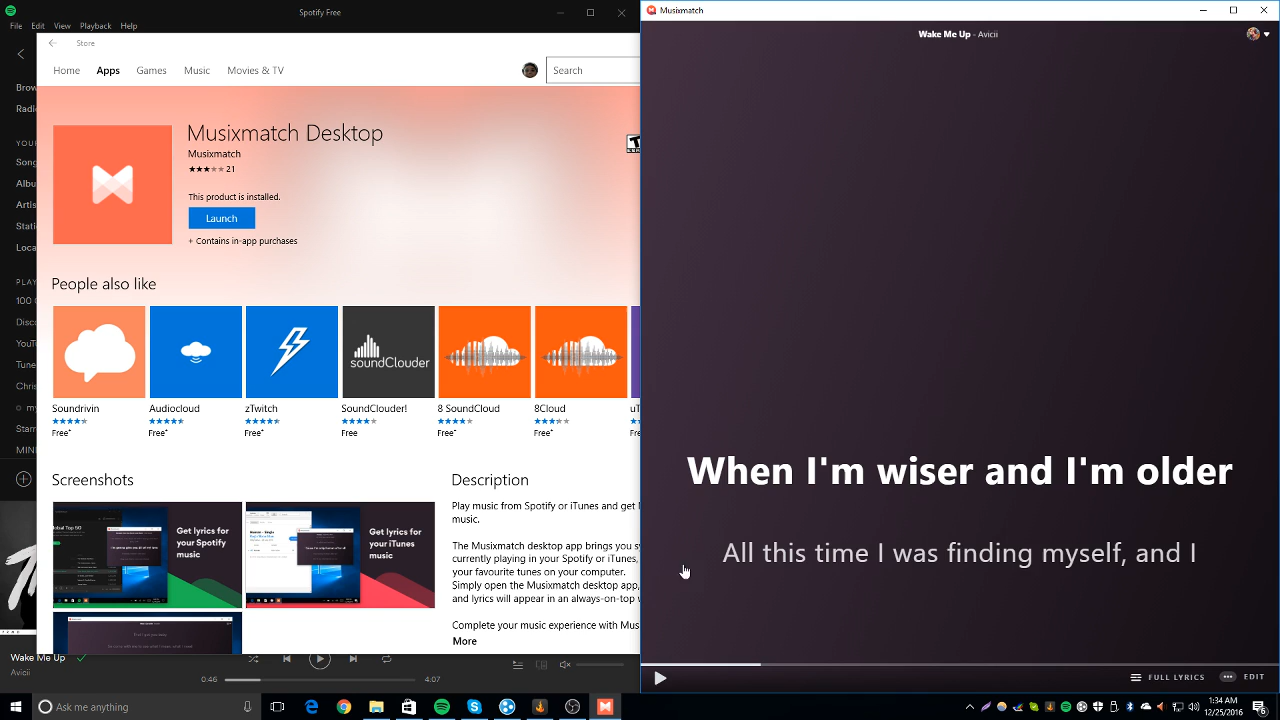 Spotify Free
File Edit View Playback Help
Store
Home Apps Games Music Movies & TV
Search
Musixmatch Desktop
Musixmatch
21
This product is installed.
Launch
+ Contains in-app purchases
People also like
soundClouder
Soundrivin
Audiocloud
zTwitch
SoundClouder!
8 SoundCloud
8Cloud
Free*
Free*
Free*
Free
Free*
Free*
Screenshots
Get lyrics for
your Spotify
music
Get lyrics for
your iTunes
music
Description
Play music from Spotify or iTunes and get
music.
The Musixmatch desktop app brings you
currently playing in your Spotify or iTunes,
on your favourite tunes on your computer.
Simply open the Musixmatch desktop app,
and lyrics will appear in an always-on-top
Complete your music experience with
More
Wake Me Up
Avicii
0:46
4:07
Musixmatch
Wake Me Up - Avicii
When I'm wiser and I'm older
All this time I was finding myself, and I
FULL LYRICS
EDIT
Ask me anything
1:34 AM
12/25/2016